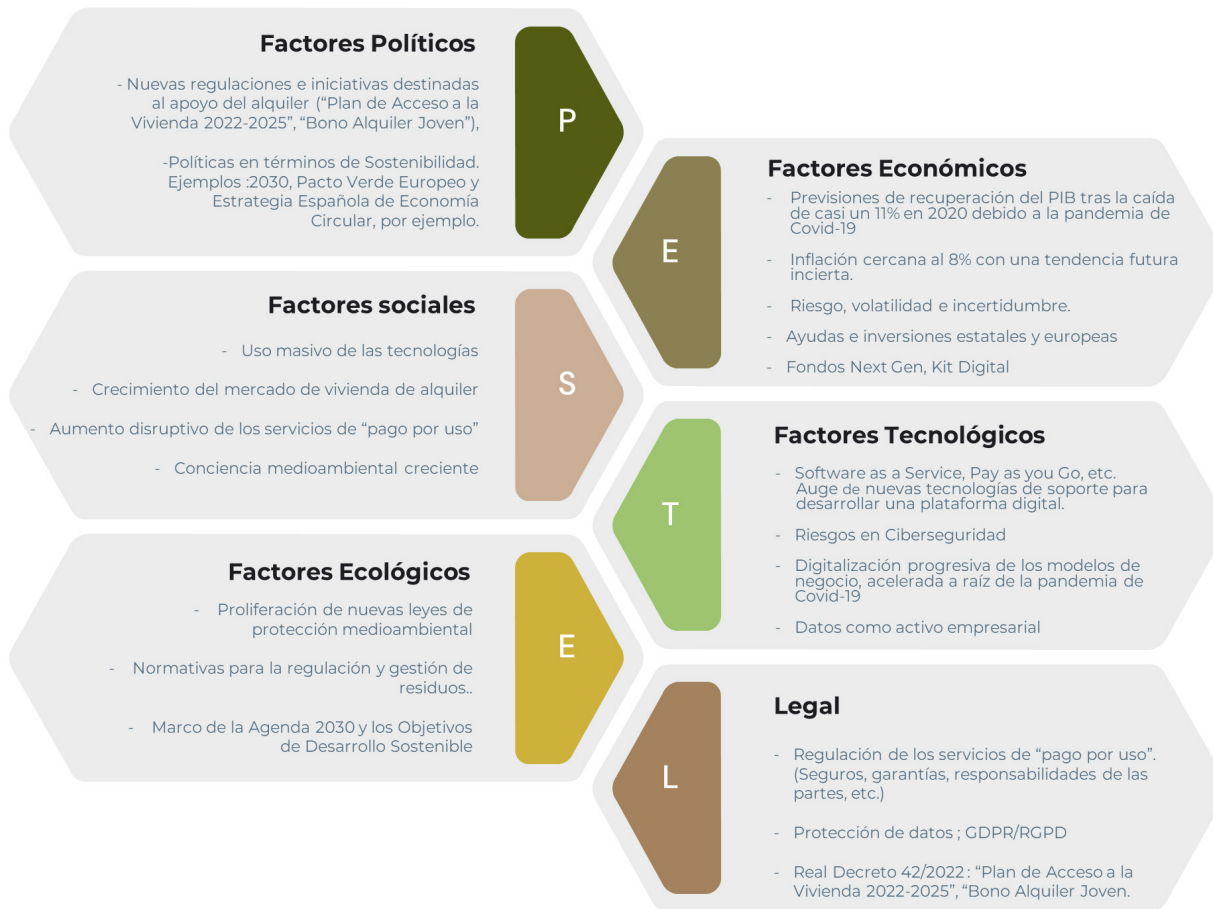 Factores Políticos
- Nuevas regulaciones e iniciativas destinadas
al apoyo del alquiler (“Plan de Acceso a la
Vivienda 2022-2025”, “Bono Alquiler Joven”),
-Políticas en términos de Sostenibilidad.
Ejemplos :2030, Pacto Verde Europeo y
Estrategia Española de Economía
Circular, por ejemplo.
P
Factores Económicos
- Previsiones de recuperación del PIB tras la caída
de casi un 11% en 2020 debido a la pandemia de
Covid-19
- Inflación cercana al 8% con una tendencia futura
incierta.
- Riesgo, volatilidad e incertidumbre.
- Ayudas e inversiones estatales y europeas
- Fondos Next Gen, Kit Digital
E
Factores sociales
- Uso masivo de las tecnologías
- Crecimiento del mercado de vivienda de alquiler
- Aumento disruptivo de los servicios de “pago por uso”
- Conciencia medioambiental creciente
S
Factores Tecnológicos
- Software as a Service, Pay as you Go, etc.
Auge de nuevas tecnologías de soporte para
desarrollar una plataforma digital.
- Riesgos en Ciberseguridad
- Digitalización progresiva de los modelos de
negocio, acelerada a raíz de la pandemia de
Covid-19
- Datos como activo empresarial
T
Factores Ecológicos
- Proliferación de nuevas leyes de
protección medioambiental
- Normativas para la regulación y gestión de
residuos..
- Marco de la Agenda 2030 y los Objetivos
de Desarrollo Sostenible
E
Legal
- Regulación de los servicios de “pago por uso”.
(Seguros, garantías, responsabilidades de las
partes, etc.)
- Protección de datos ; GDPR/RGPD
- Real Decreto 42/2022 : “Plan de Acceso a la
Vivienda 2022-2025”, “Bono Alquiler Joven.
L